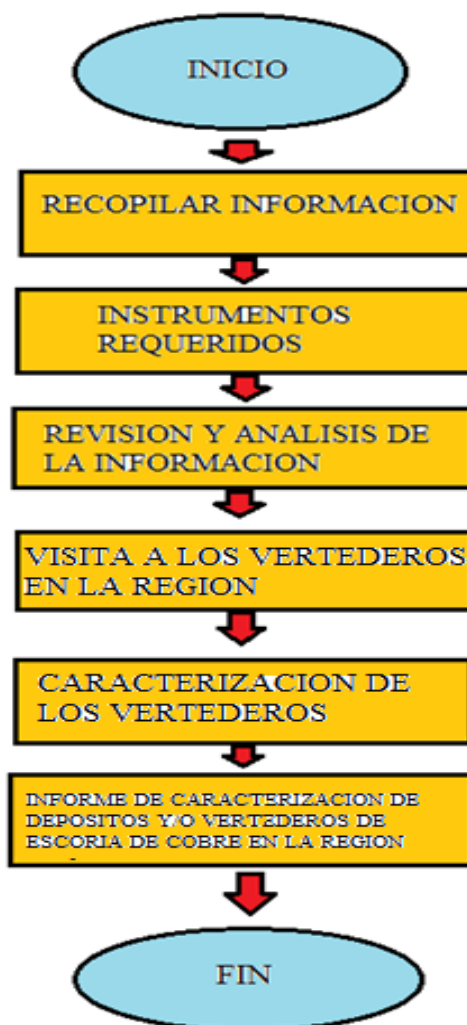 INICIO
RECOPILAR INFORMACION
INSTRUMENTOS
REQUERIDOS
REVISION Y ANALISIS DE
LA INFORMACION
VISITA A LOS VERTEDEROS
EN LA REGION
CARACTERIZACION DE
LOS VERTEDEROS
INFORME DE CARACTERIZACION DE
DEPOSITOS Y/O VERTEDEROS DE
ESCORIA DE COBRE EN LA REGION
FIN